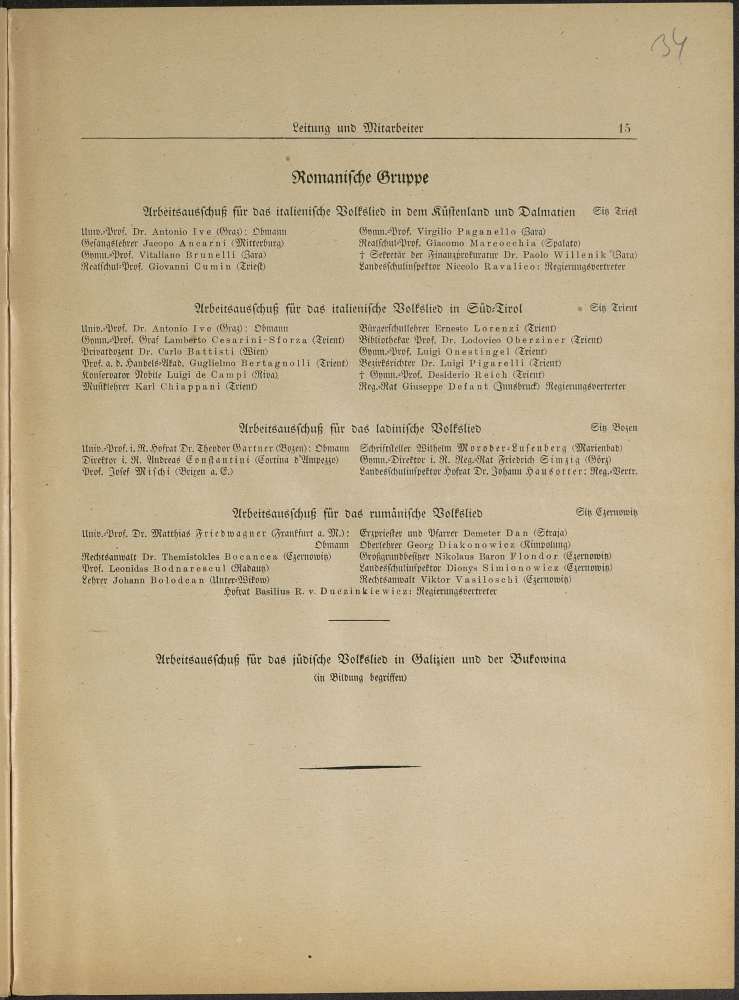 34
Leitung und Mitarbeiter 15
Romanische Gruppe
Arbeitsausschuß für das italienische Volkslied in dem Küstenland und Dalmatien Sitz Triest
Univ.-Prof. Dr. Antonio Ive (Graz): Obmann
Gesangslehrer Jacopo Ancarni (Mitterburg)
Gymn.-Prof. Vitaliano Brunelli (Zara)
Realschul-Prof. Giovanni Cumin (Triest)
Gymn.-Prof. Virgilio Paganello (Zara)
Realschul-Prof. Giacomo Marcocchia (Spalato)
† Sekretär der Finanzprokuratur Dr. Paolo Willenik (Zara)
Landesschulinspektor Niccolo Ravalico: Regierungsvertreter
Arbeitsausschuß für das italienische Volkslied in Süd-Tirol Sitz Trient
Univ.-Prof. Dr. Antonio Ive (Graz): Obmann
Gymn.-Prof. Graf Lamberto Cesarini-Sforza (Trient)
Privatdozent Dr. Carlo Battisti (Wien)
Prof. a. d. Handels-Akad. Guglielmo Bertagnolli (Trient)
Konservator Nobile Luigi de Campi (Riva)
Musiklehrer Karl Chiappani (Trient)
Bürgerschullehrer Ernesto Lorenzi (Trient)
Bibliothekar Prof. Dr. Lodovico Oberziner (Trient)
Gymn.-Prof. Luigi Onestingel (Trient)
Bezirksrichter Dr. Luigi Pigarelli (Trient)
† Gymn.-Prof. Desiderio Reich (Trient)
Reg.-Rat Giuseppe Defant (Innsbruck) Regierungsvertreter
Arbeitsausschuß für das ladinische Volkslied Sitz Bozen
Univ.-Prof. i. R. Hofrat Dr. Theodor Gartner (Bozen): Obmann
Direktor i. R. Andreas Constantini (Cortina d'Ampezzo)
Prof. Josef Mischi (Brixen a. E.)
Schriftsteller Wilhelm Moroder-Lusenberg (Marienbad)
Gymn.-Direktor i. R. Reg.-Rat Friedrich Simzig (Görz)
Landesschulinspektor Hofrat Dr. Johann Hausotter: Reg.-Vertr.
Arbeitsausschuß für das rumänische Volkslied Sitz Czernowitz
Univ.-Prof. Dr. Matthias Friedwagner (Frankfurt a. M.):
Obmann
Rechtsanwalt Dr. Themistokles Bocancea (Czernowitz)
Prof. Leonidas Bodnarescul (Radautz)
Lehrer Johann Bolodean (Unter-Wikow)
Erzpriester und Pfarrer Demeter Dan (Straja)
Oberlehrer Georg Diakonowicz (Kimpolung)
Großgrundbesitzer Nikolaus Baron Flondor (Czernowitz)
Landesschulinspektor Dionys Simionowicz (Czernowitz)
Rechtsanwalt Viktor Vasiloschi (Czernowitz)
Hofrat Basilius R. v. Duczinkiewicz: Regierungsvertreter
Arbeitsausschuß für das jüdische Volkslied in Galizien und der Bukowina
(in Bildung begriffen)